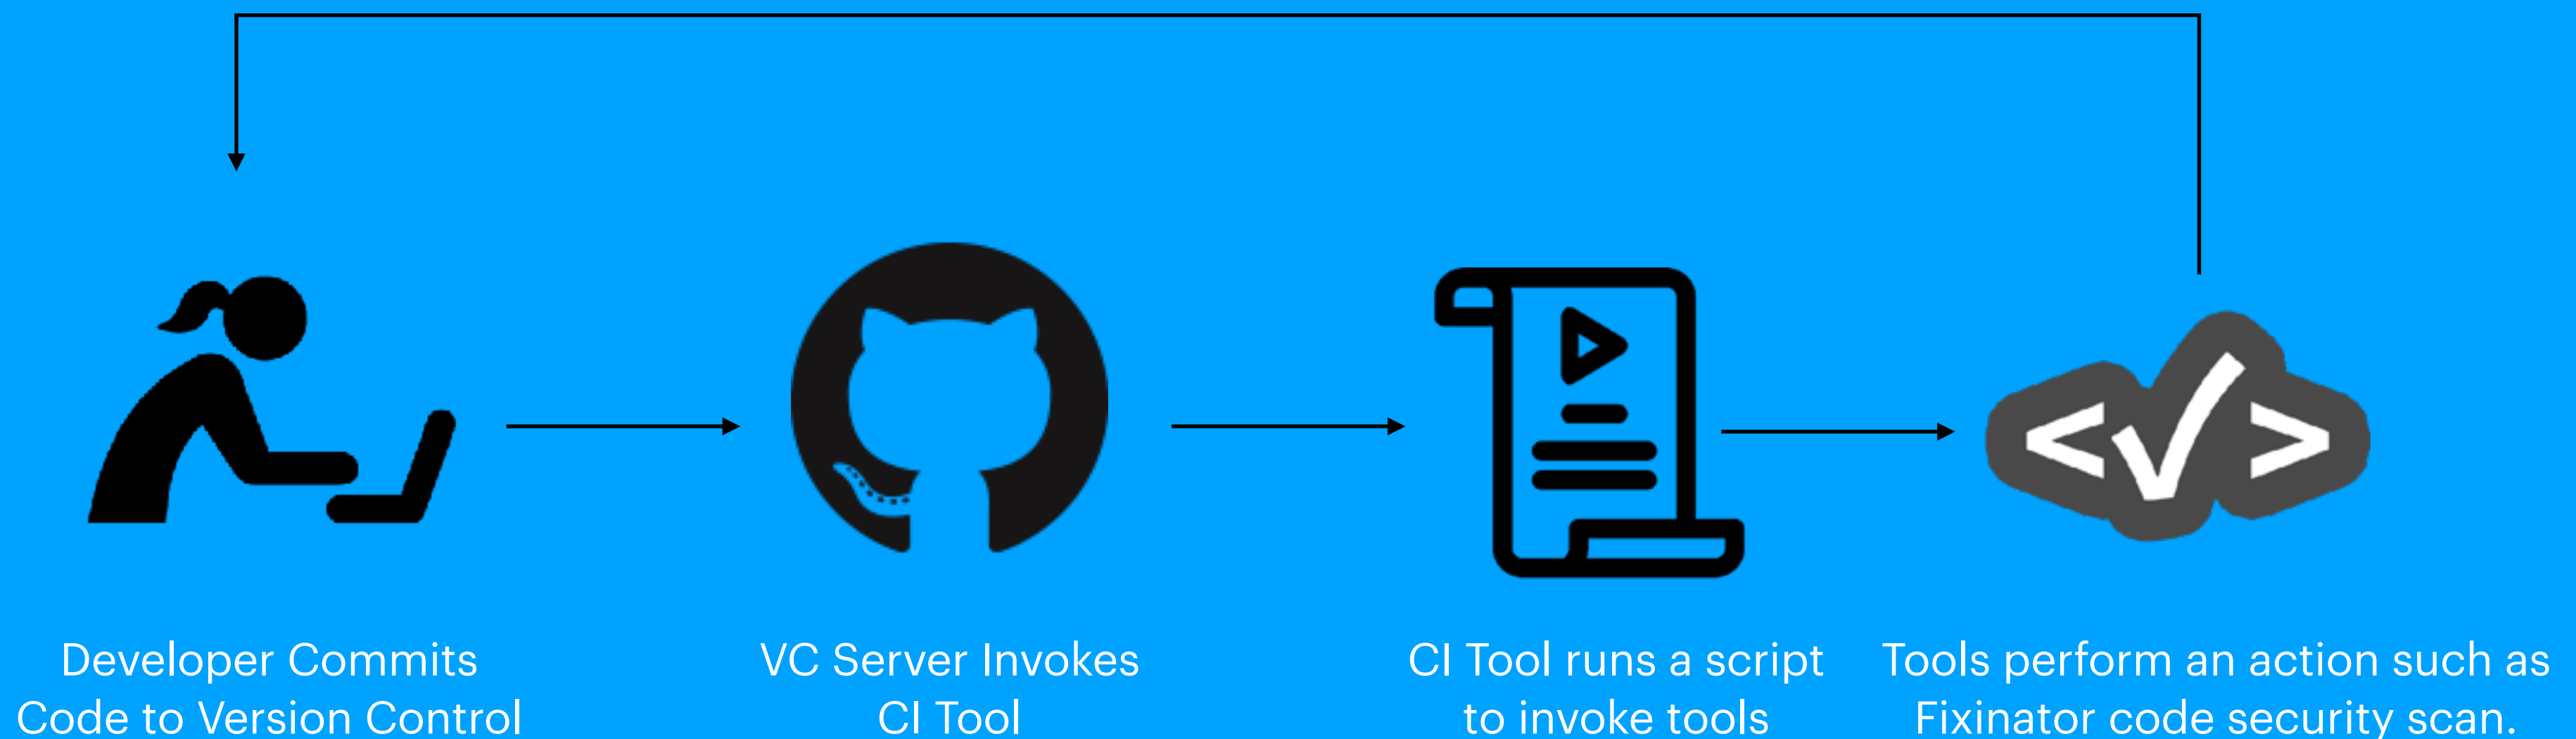 Developer Commits
Code to Version Control
VC Server Invokes
CI Tool
CI Tool runs a script
to invoke tools
Tools perform an action such as
Fixinator code security scan.